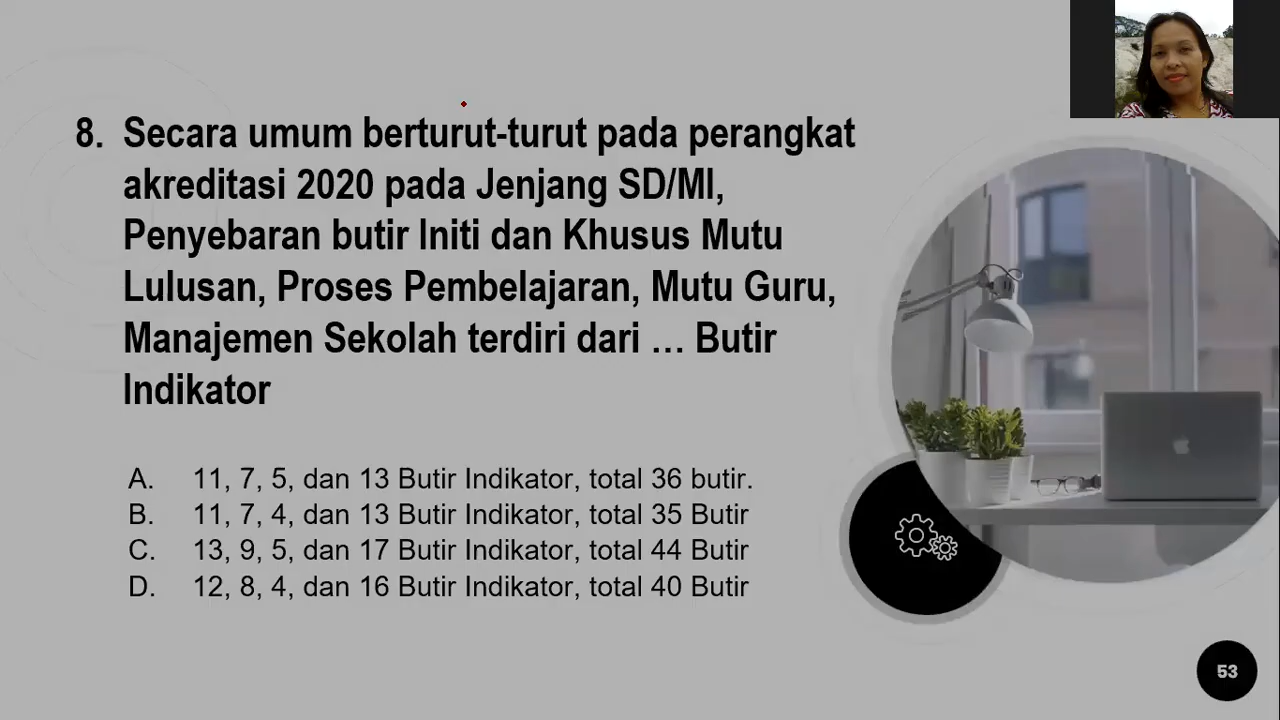 8. Secara umum berturut-turut pada perangkat
akreditasi 2020 pada Jenjang SD/MI,
Penyebaran butir Initi dan Khusus Mutu
Lulusan, Proses Pembelajaran, Mutu Guru,
Manajemen Sekolah terdiri dari … Butir
Indikator
A. 11, 7, 5, dan 13 Butir Indikator, total 36 butir.
B. 11, 7, 4, dan 13 Butir Indikator, total 35 Butir
C. 13, 9, 5, dan 17 Butir Indikator, total 44 Butir
D. 12, 8, 4, dan 16 Butir Indikator, total 40 Butir
53